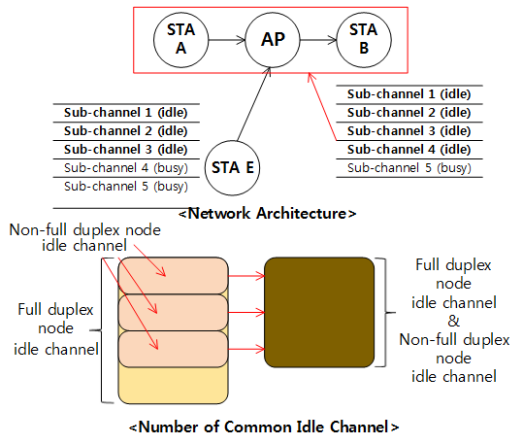 STA
A
AP
STA
B
Sub-channel 1 (idle)
Sub-channel 2 (idle)
Sub-channel 3 (idle)
Sub-channel 4 (busy)
Sub-channel 5 (busy)
STA E
Sub-channel 1 (idle)
Sub-channel 2 (idle)
Sub-channel 3 (idle)
Sub-channel 4 (idle)
Sub-channel 5 (busy)
<Network Architecture>
Non-full duplex node
idle channel
Full duplex
node
idle channel
Full duplex
node
idle channel
&
Non-full duplex
node
idle channel
<Number of Common Idle Channel>